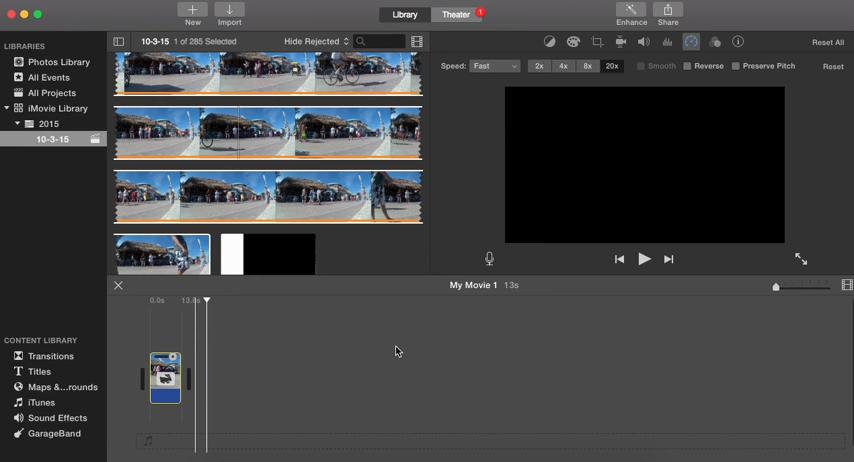 New
Import
Library
Theater
1
Enhance
Share
LIBRARIES
Photos Library
All Events
All Projects
iMovie Library
2015
10-3-15
10-3-15 1 of 285 Selected
Hide Rejected
Reset All
Speed:
Fast
2x
4x
8x
20x
Smooth
Reverse
Preserve Pitch
Reset
My Movie 1 13s
0.0s
CONTENT LIBRARY
Transitions
Titles
Maps &...rounds
iTunes
Sound Effects
GarageBand